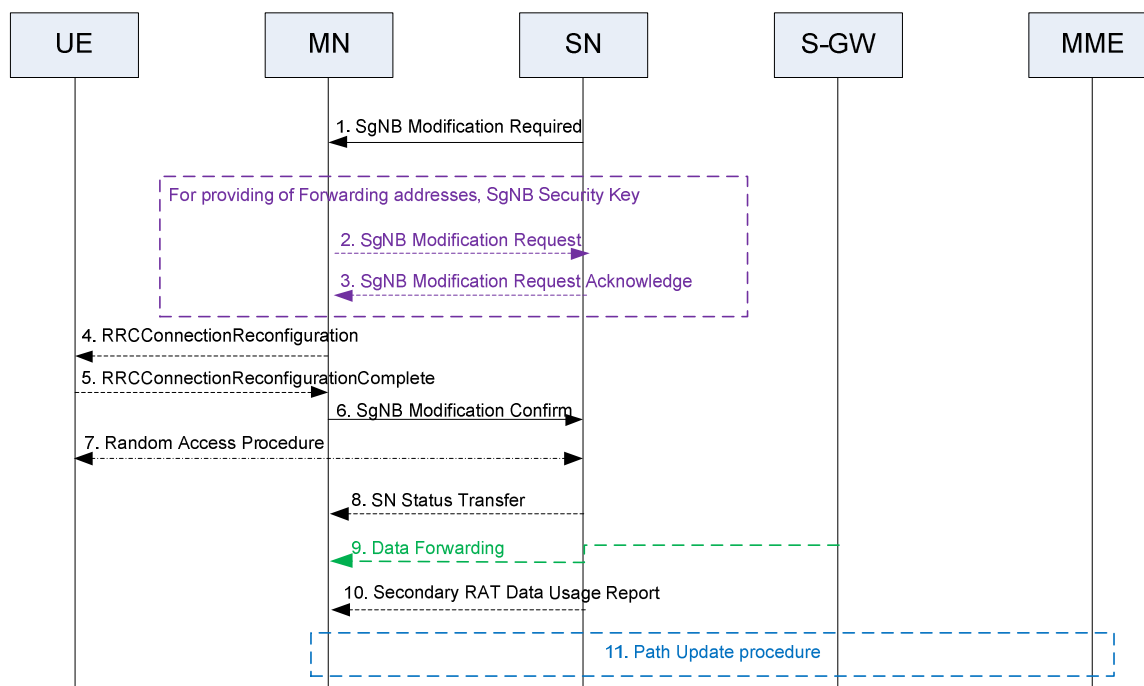 UE
MN
SN
S-GW
MME
1. SgNB Modification Required
For providing of Forwarding addresses, SgNB Security Key
2. SgNB Modification Request
3. SgNB Modification Request Acknowledge
4. RRCConnectionReconfiguration
5. RRCConnectionReconfigurationComplete
6. SgNB Modification Confirm
7. Random Access Procedure
8. SN Status Transfer
9. Data Forwarding
10. Secondary RAT Data Usage Report
11. Path Update procedure